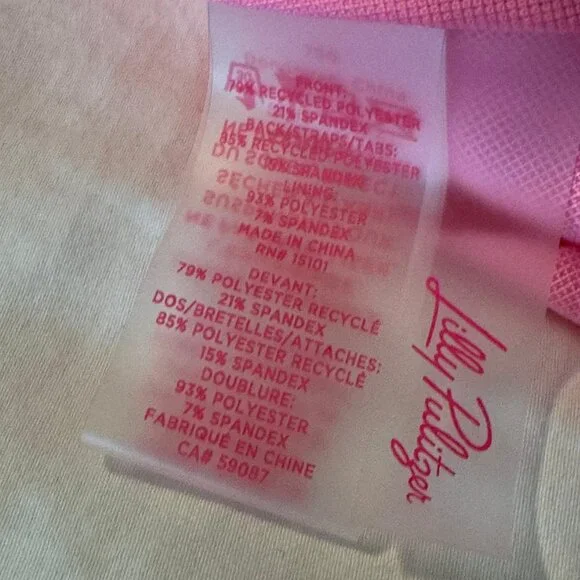 FRONT:
79% RECYCLED POLYESTER
21% SPANDEX
BACK/STRAPS/TABS:
85% RECYCLED POLYESTER
15% SPANDEX
LINING:
93% POLYESTER
7% SPANDEX
MADE IN CHINA
RN# 15101
DEVANT:
79% POLYESTER RECYCLÉ
21% SPANDEX
DOS/BRETELLES/ATTACHES:
85% POLYESTER RECYCLÉ
15% SPANDEX
DOUBLURE:
93% POLYESTER
7% SPANDEX
FABRIQUÉ EN CHINE
CA# 59087
Lilly Pulitzer